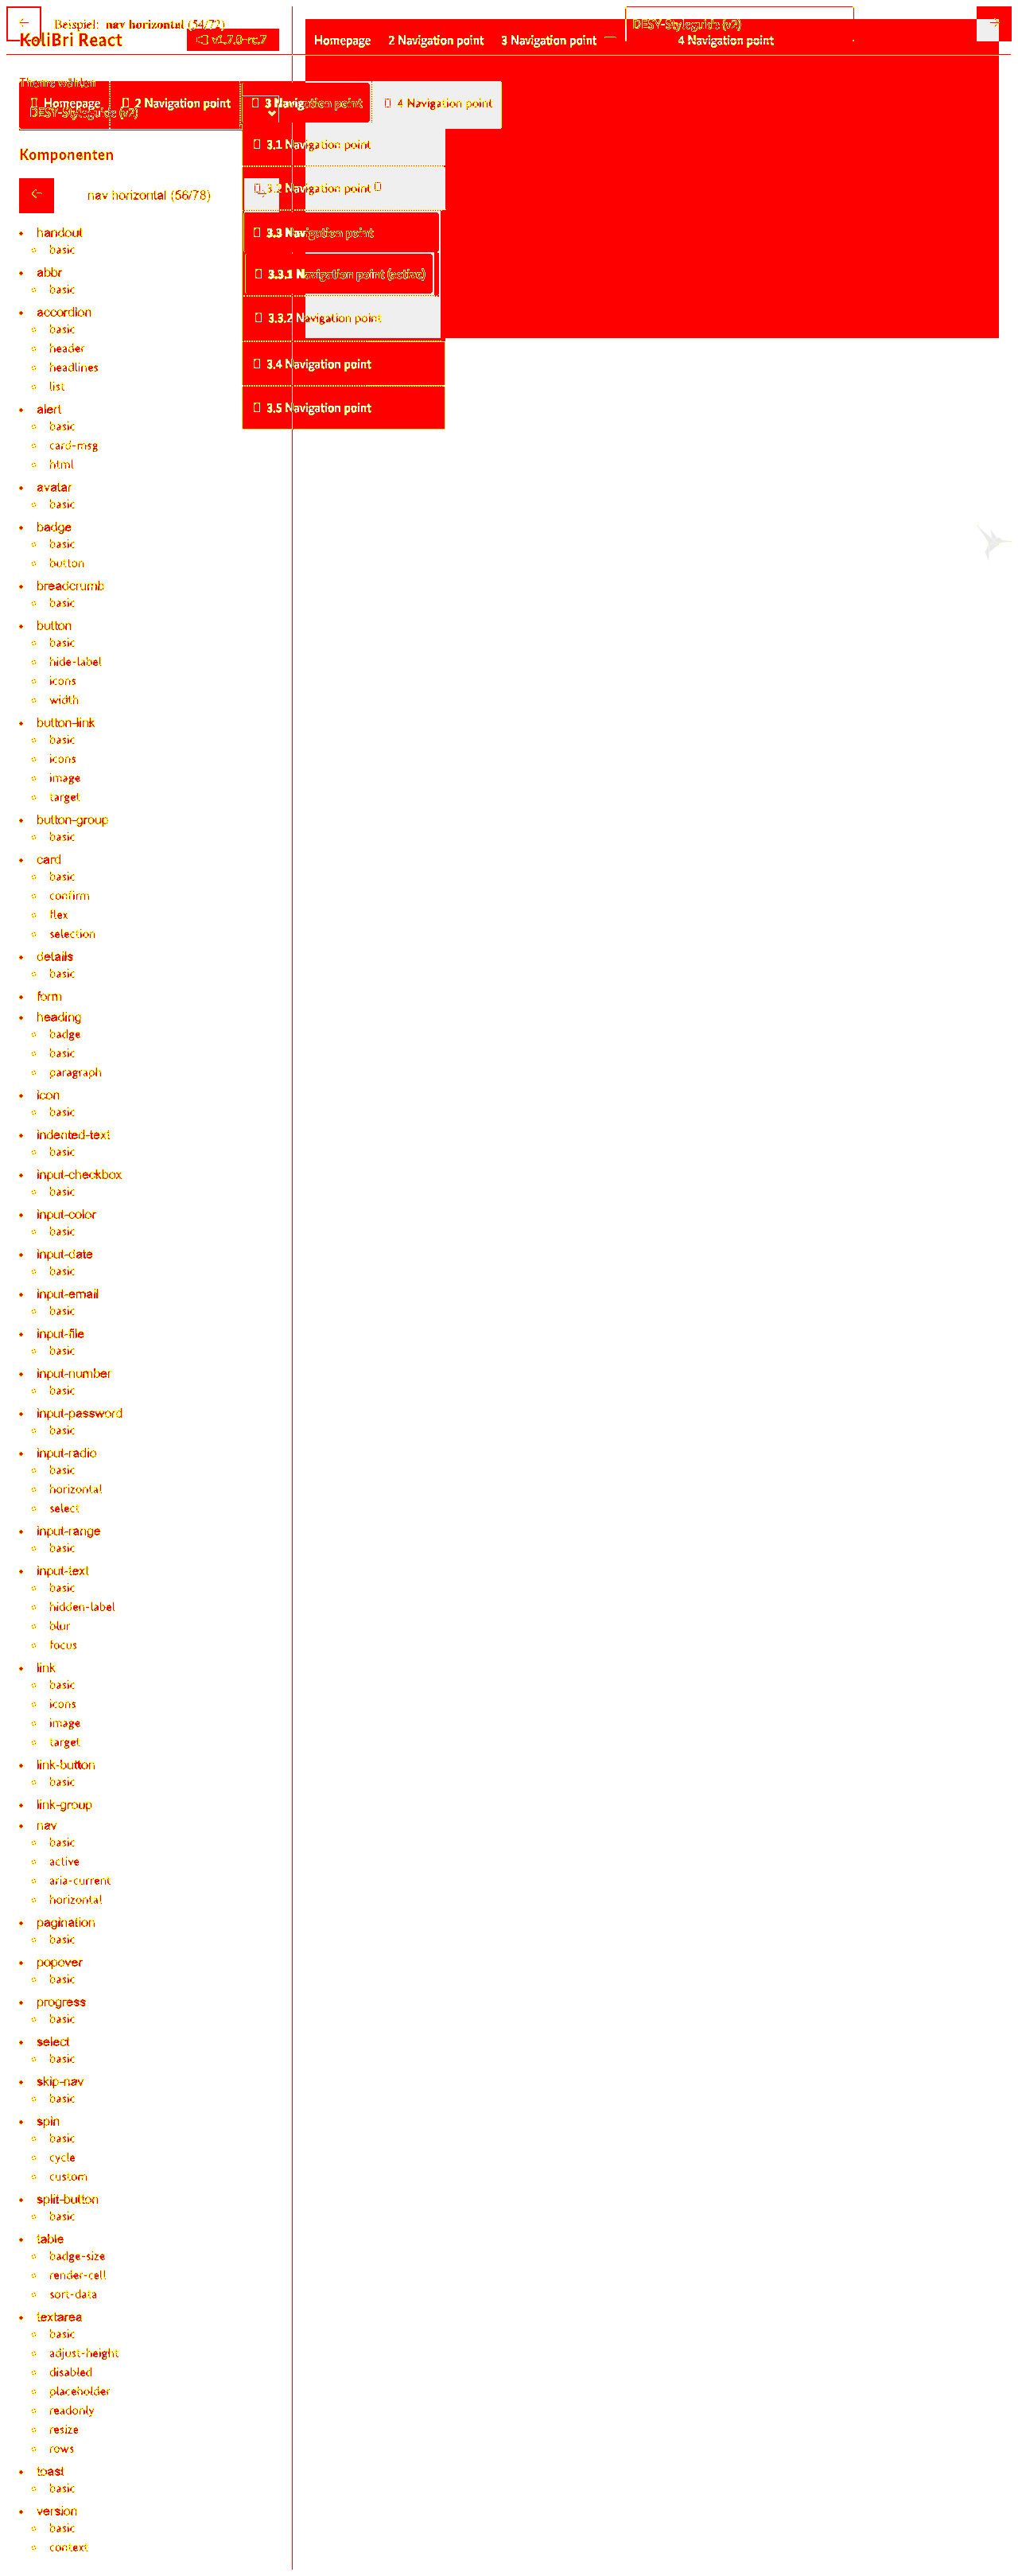 Beispiel: nav horizontal (54/72)
DESY-Styleguide (v2)
KoliBri React
v1.7.0-rc.7
Homepage 2 Navigation point 3 Navigation point 4 Navigation point
Theme wählen
Homepage 2 Navigation point 3 Navigation point 4 Navigation point
DESY-Styleguide (v2)
3.1 Navigation point
Komponenten
3.2 Navigation point
nav horizontal (56/78)
3.3 Navigation point
3.3.1 Navigation point (active)
3.3.2 Navigation point
3.4 Navigation point
3.5 Navigation point
handout
basic
abbr
basic
accordion
basic
header
headlines
list
alert
basic
card-msg
html
avatar
basic
badge
basic
button
breadcrumb
basic
button
basic
hide-label
icons
width
button-link
basic
icons
image
target
button-group
basic
card
basic
confirm
flex
selection
details
basic
form
heading
badge
basic
paragraph
icon
basic
indented-text
basic
input-checkbox
basic
input-color
basic
input-date
basic
input-email
basic
input-file
basic
input-number
basic
input-password
basic
input-radio
basic
horizontal
select
input-range
basic
input-text
basic
hidden-label
blur
focus
link
basic
icons
image
target
link-button
basic
link-group
nav
basic
active
aria-current
horizontal
pagination
basic
popover
basic
progress
basic
select
basic
skip-nav
basic
spin
basic
cycle
custom
split-button
basic
table
badge-size
render-cell
sort-data
textarea
basic
adjust-height
disabled
placeholder
readonly
resize
rows
toast
basic
version
basic
context